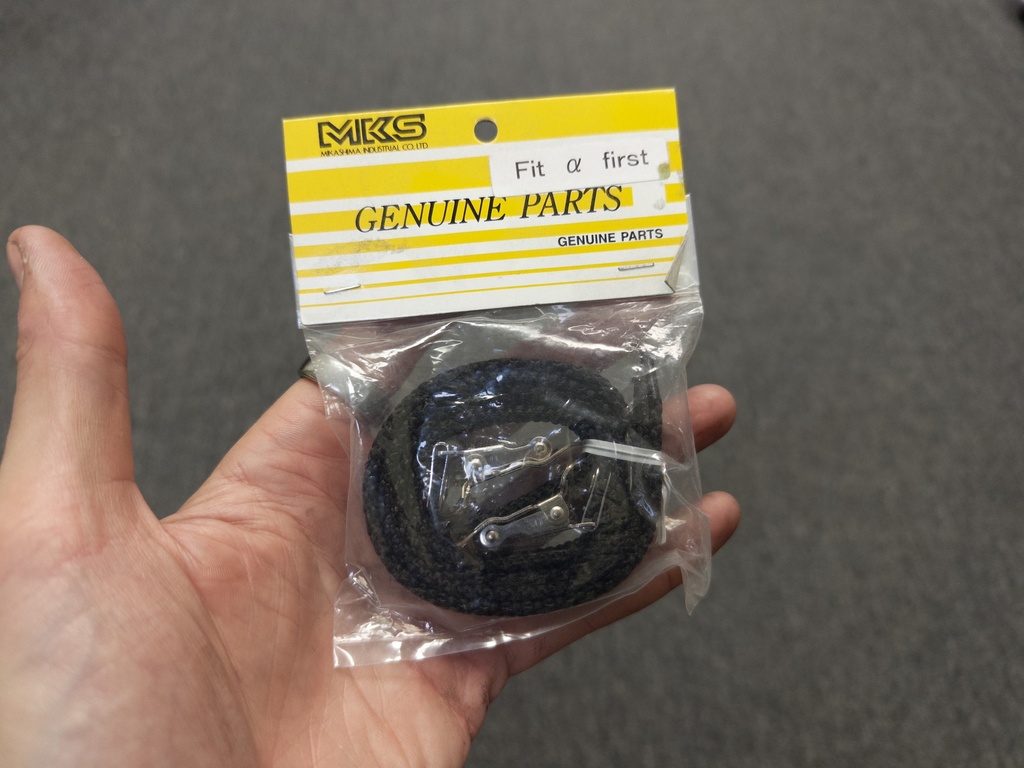 MKS
MIKASHIMA INDUSTRIAL CO. LTD.
Fit α first
GENUINE PARTS
GENUINE PARTS